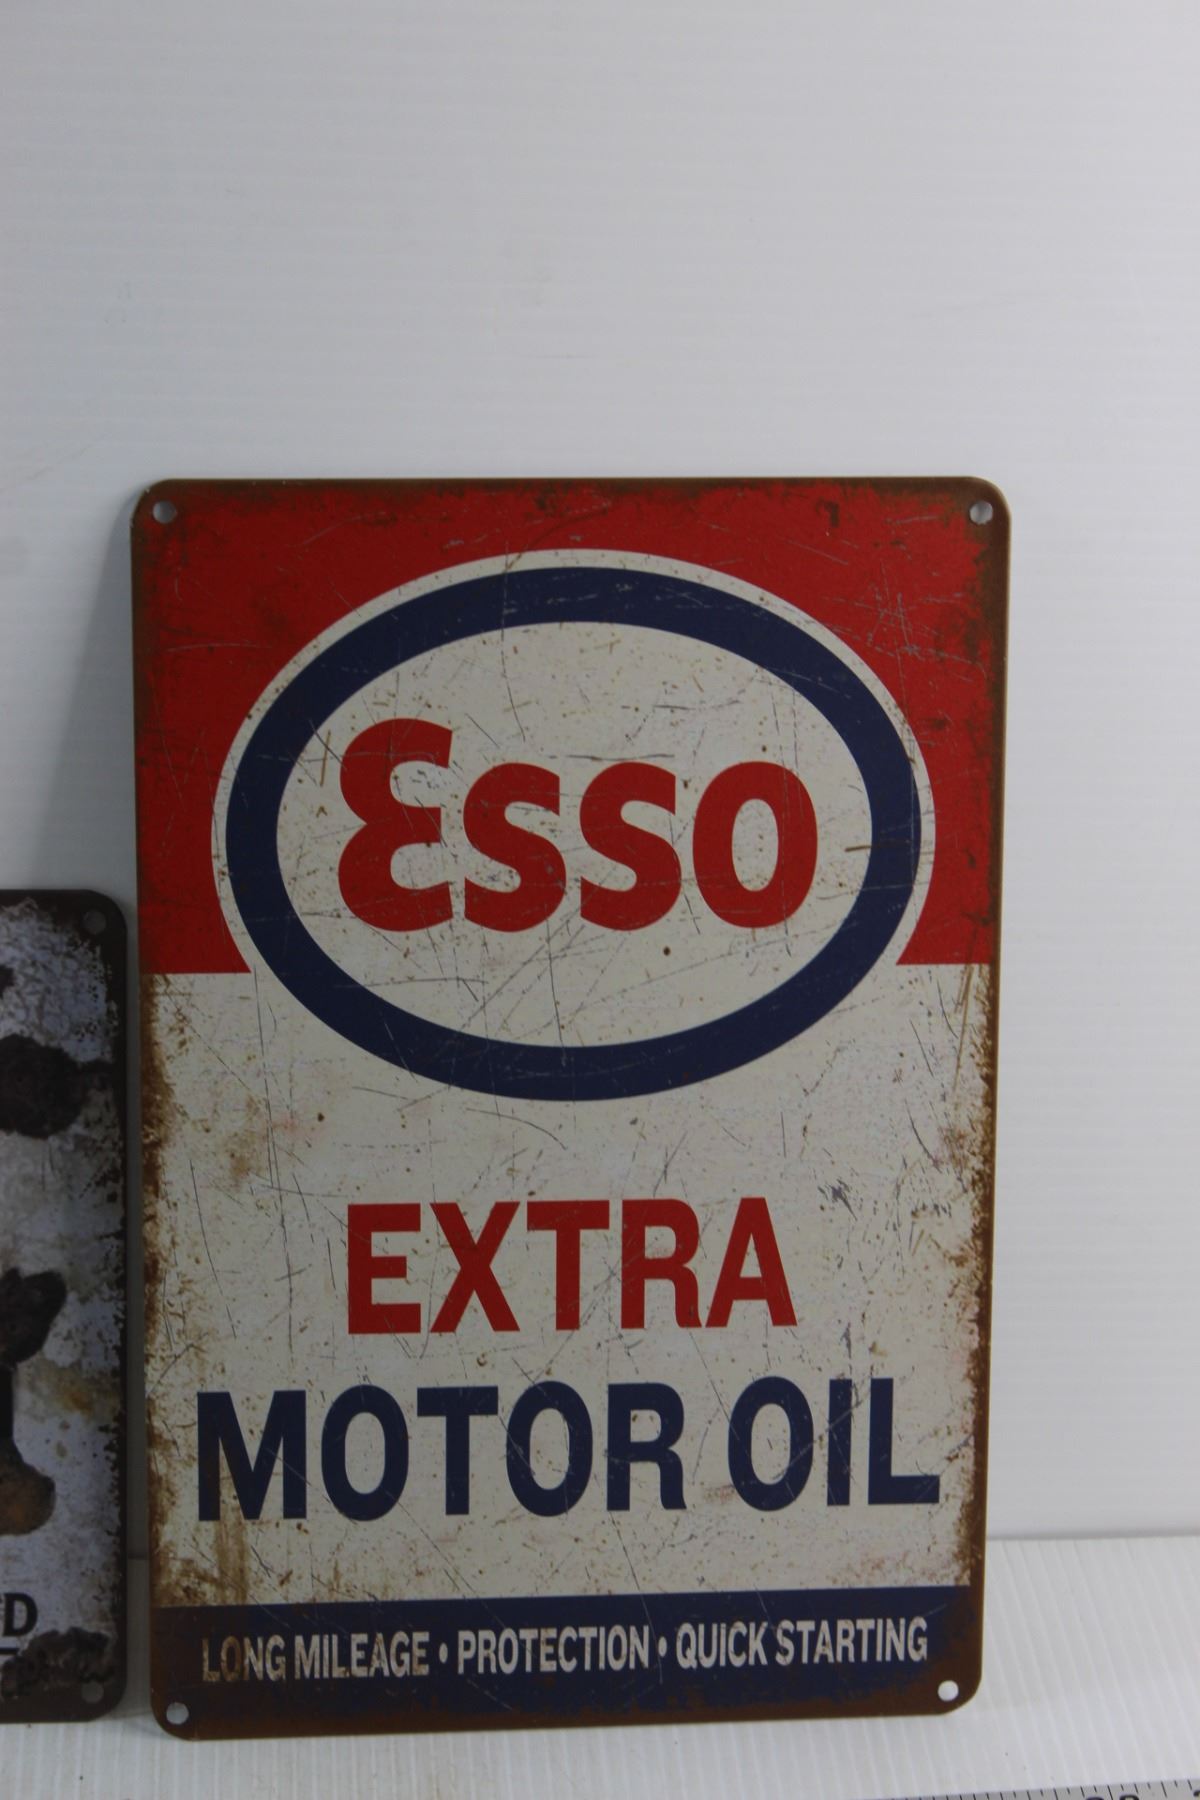 Esso
EXTRA
MOTOR OIL
LONG MILEAGE • PROTECTION • QUICK STARTING
D